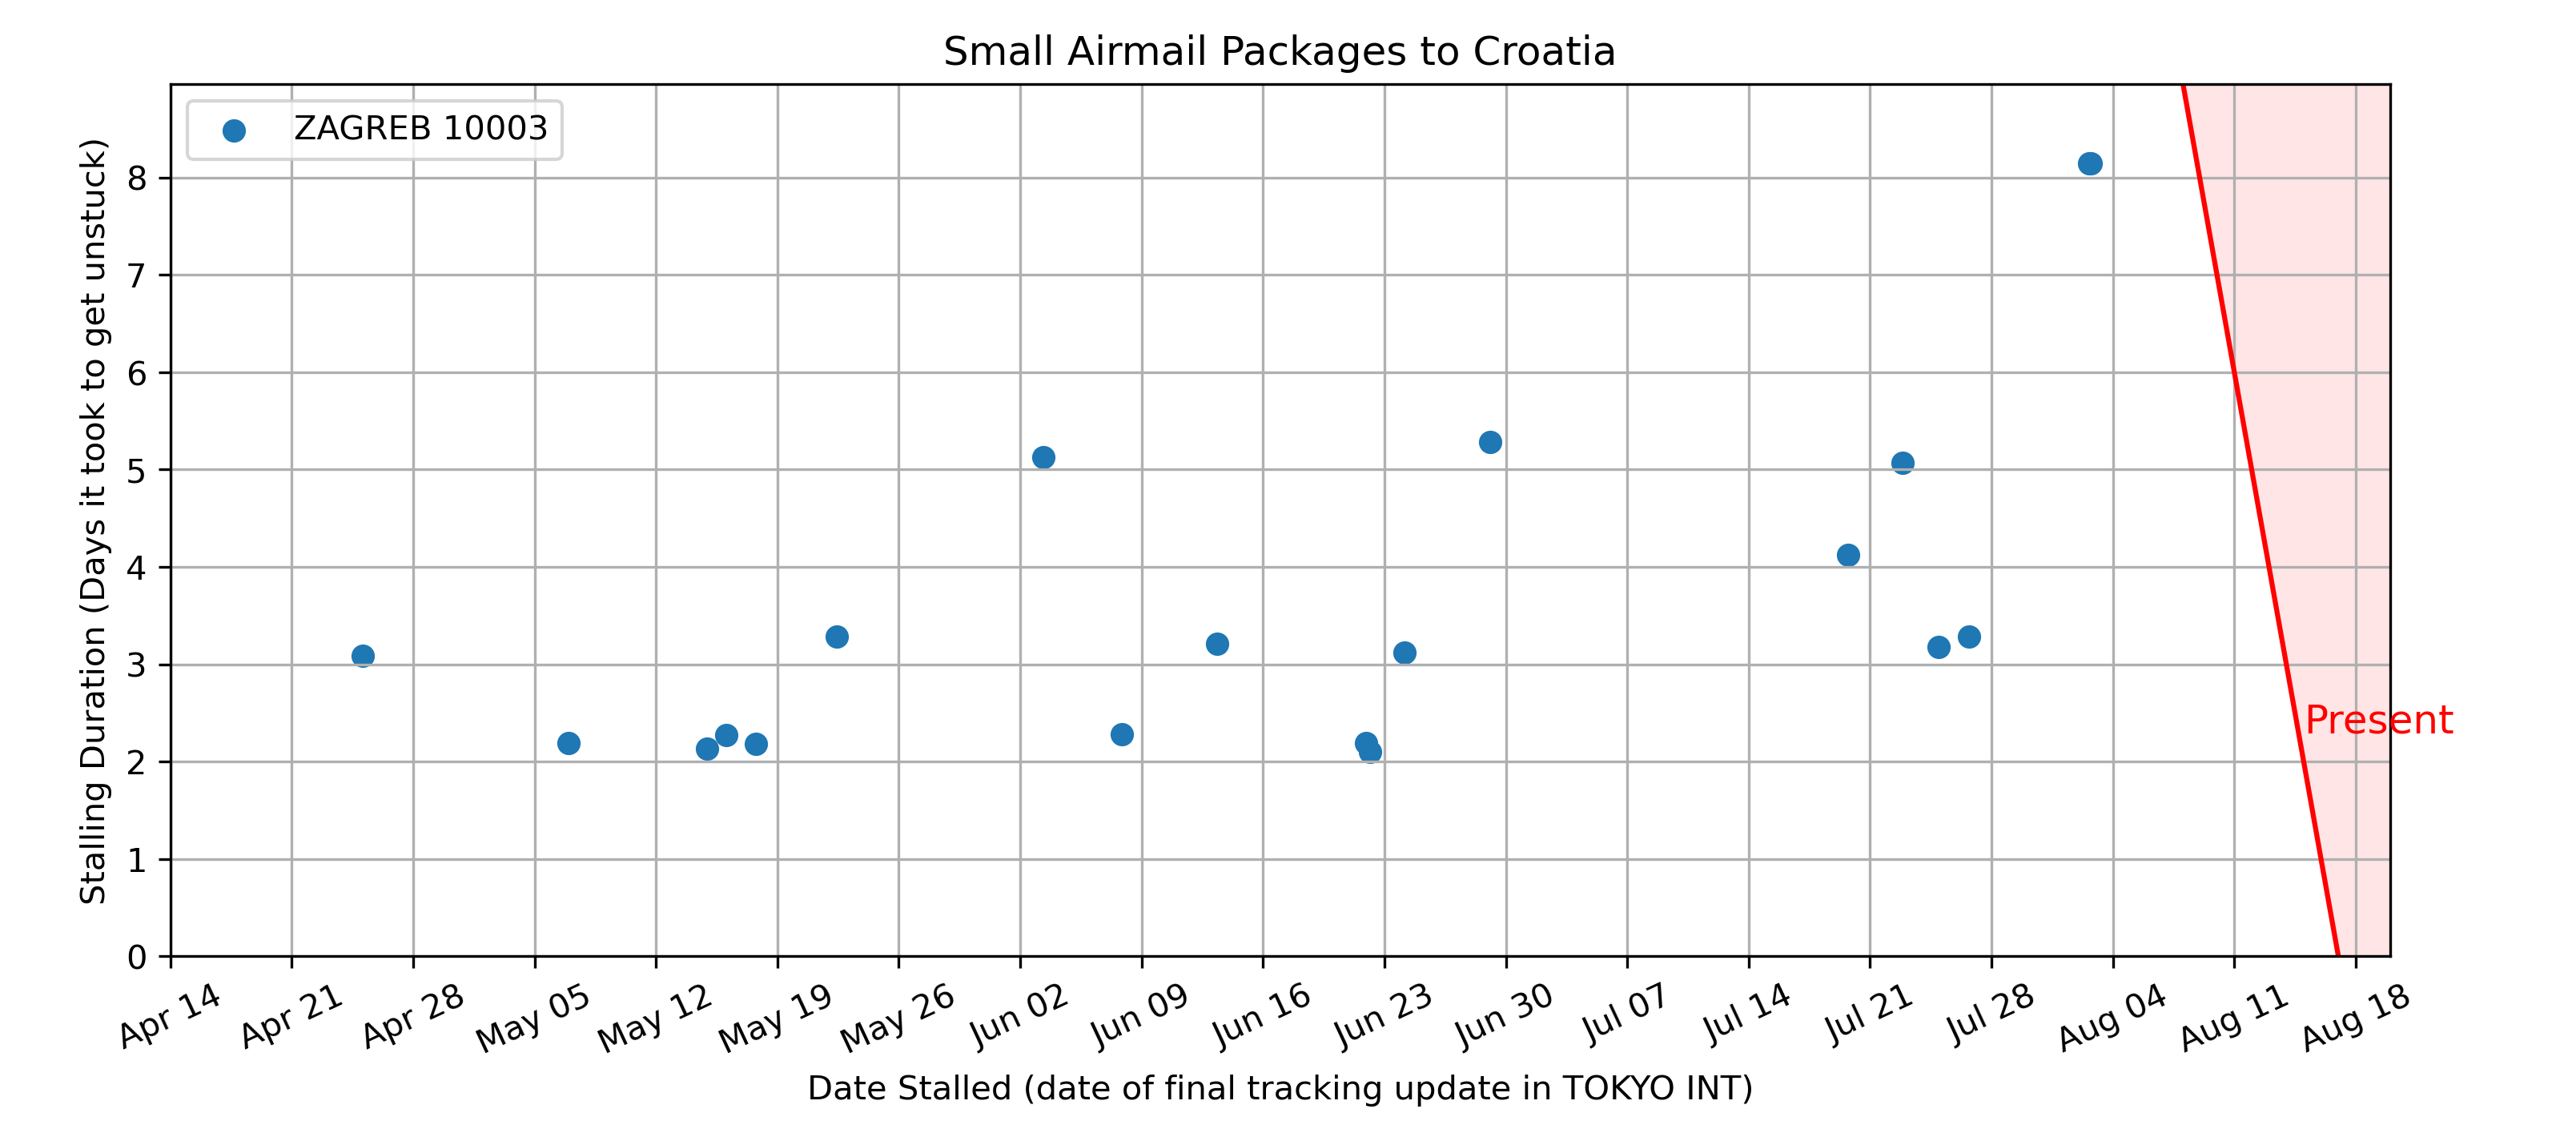 Small Airmail Packages to Croatia
ZAGREB 10003
Stalling Duration (Days it took to get unstuck)
8
7
6
5
4
3
2
1
0
Present
Apr 14
Apr 21
Apr 28
May 05
May 12
May 19
May 26
Jun 02
Jun 09
Jun 16
Jun 23
Jun 30
Jul 07
Jul 14
Jul 21
Jul 28
Aug 04
Aug 11
Aug 18
Date Stalled (date of final tracking update in TOKYO INT)